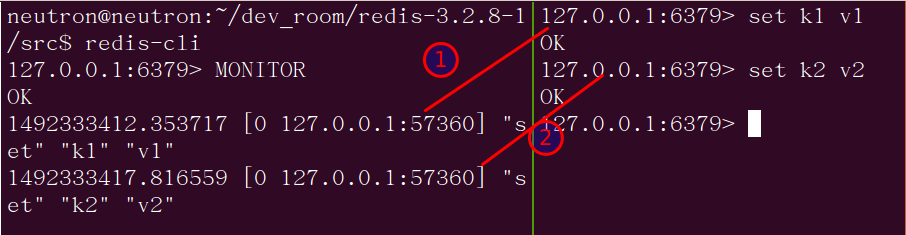 neutron@neutron:~/dev_room/redis-3.2.8-1
/src$ redis-cli
127.0.0.1:6379> MONITOR
OK
1492333412.353717 [0 127.0.0.1:57360] "s
et" "k1" "v1"
1492333417.816559 [0 127.0.0.1:57360] "s
et" "k2" "v2"
1
2
127.0.0.1:6379> set k1 v1
OK
127.0.0.1:6379> set k2 v2
OK
127.0.0.1:6379>